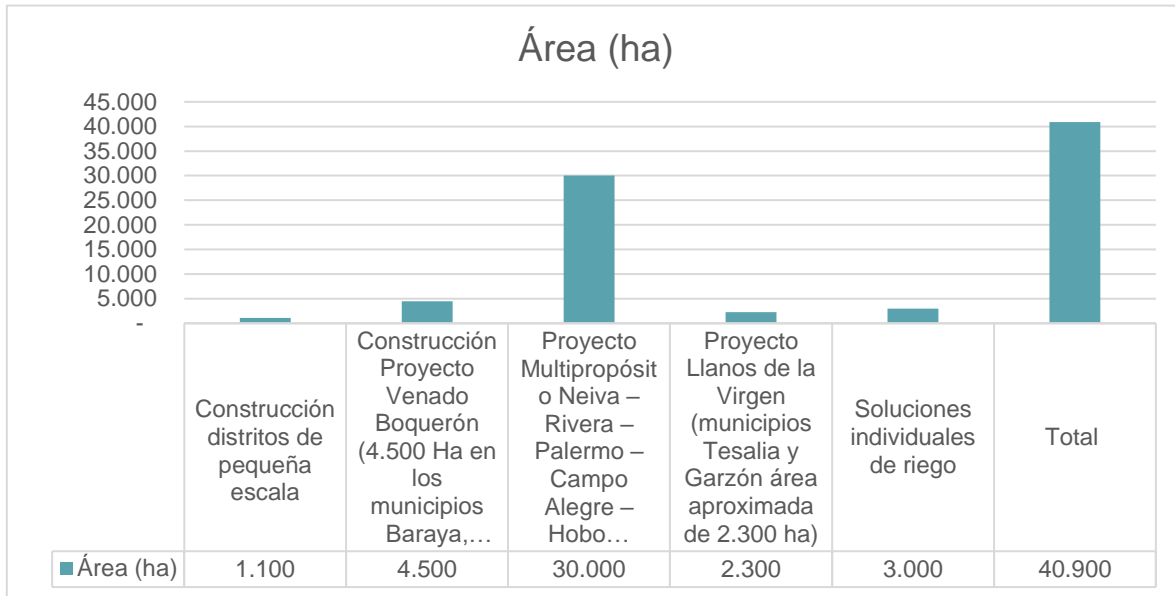 Área (ha)
45.000
40.000
35.000
30.000
25.000
20.000
15.000
10.000
5.000
-
Construcción
distritos de
pequeña
escala
Construcción
Proyecto
Venado
Boquerón
(4.500 Ha en
los
municipios
Baraya,…
Proyecto
Multipropósit
o Neiva –
Rivera –
Palermo –
Campo
Alegre –
Hobo…
Proyecto
Llanos de la
Virgen
(municipios
Tesalia y
Garzón área
aproximada
de 2.300 ha)
Soluciones
individuales
de riego
Total
Área (ha) 1.100 4.500 30.000 2.300 3.000 40.900